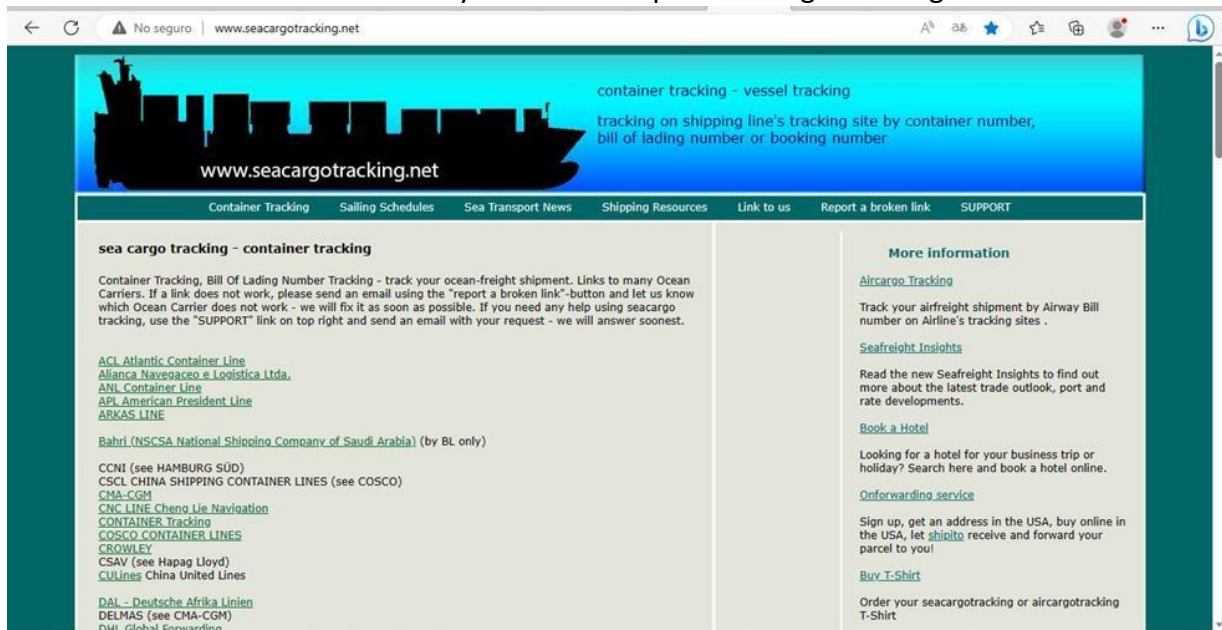 No seguro www.seacargotracking.net
container tracking - vessel tracking
tracking on shipping line's tracking site by container number,
bill of lading number or booking number
www.seacargotracking.net
Container Tracking Sailing Schedules Sea Transport News Shipping Resources Link to us Report a broken link SUPPORT
sea cargo tracking - container tracking
Container Tracking, Bill Of Lading Number Tracking - track your ocean-freight shipment. Links to many Ocean
Carriers. If a link does not work, please send an email using the "report a broken link"-button and let us know
which Ocean Carrier does not work - we will fix it as soon as possible. If you need any help using seacargo
tracking, use the "SUPPORT" link on top right and send an email with your request - we will answer soonest.
ACL Atlantic Container Line
Alianca Navegaceo e Logistica Ltda.
ANL Container Line
APL American President Line
ARKAS LINE
Bahri (NSCSA National Shipping Company of Saudi Arabia) (by BL only)
CCNI (see HAMBURG SÜD)
CSCL CHINA SHIPPING CONTAINER LINES (see COSCO)
CMA-CGM
CNC LINE Cheng Lie Navigation
CONTAINER Tracking
COSCO CONTAINER LINES
CROWLEY
CSAV (see Hapag Lloyd)
CULines China United Lines
DAL - Deutsche Afrika Linien
DELMAS (see CMA-CGM)
DHL Global Forwarding
More information
Aircargo Tracking
Track your airfreight shipment by Airway Bill
number on Airline's tracking sites .
Seafreight Insights
Read the new Seafreight Insights to find out
more about the latest trade outlook, port and
rate developments.
Book a Hotel
Looking for a hotel for your business trip or
holiday? Search here and book a hotel online.
Onforwarding service
Sign up, get an address in the USA, buy online in
the USA, let shipito receive and forward your
parcel to you!
Buy T-Shirt
Order your seacargotracking or aircargotracking
T-Shirt